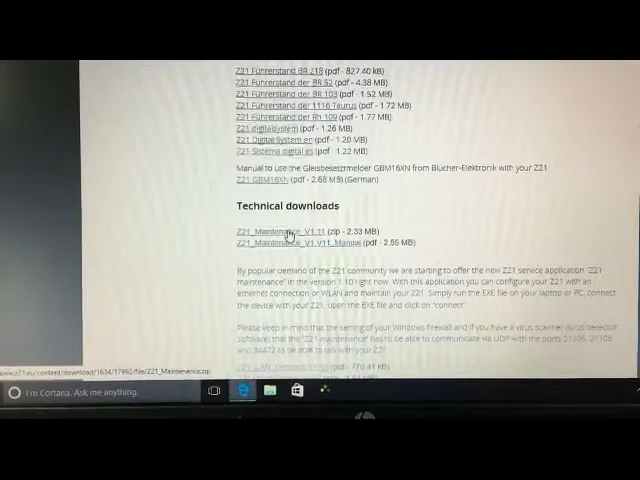 Z21 Führerstand BR 218 (pdf - 827.40 kB)
Z21 Führerstand der BR 52 (pdf - 4.38 MB)
Z21 Führerstand der BR 103 (pdf - 1.52 MB)
Z21 Führerstand der 1116 Taurus (pdf - 1.72 MB)
Z21 Führerstand der Rh 109 (pdf - 1.77 MB)
Z21 digitalsystem (pdf - 1.26 MB)
Z21 Digital System en (pdf - 1.20 MB)
Z21 Sistema digital es (pdf - 1.22 MB)
Manual to use the Gleisbesetzmelder GBM16XN from Blücher-Elektronik with your Z21
Z21 GBM16XN (pdf - 2.68 MB) (German)
Technical downloads
Z21_Maintenance_V1.11 (zip - 2.33 MB)
Z21_Maintenance_V1.V11_Manual (pdf - 2.55 MB)
By popular demand of the Z21 community we are starting to offer the new Z21 service application "Z21
maintenance" in the version 1.10 right now. With this application you can configure your Z21 with an
ethernet connection or WLAN and maintain your Z21. Simply run the EXE file on your laptop or PC, connect
the device with your Z21, open the EXE file and click on "connect"
Please keep in mind that the setting of your Windows firewall and if you have a virus scanner (virus detector
software) that the "Z21 maintenance" has to be able to communicate via UDP with the ports 21105, 21106
and 34472 to be able to talk with your Z21
(pdf - 770.41 kB)
www.z21.eu/content/download/1634/17992/file/Z21_Maintenance.zip
I'm Cortana. Ask me anything.
hp